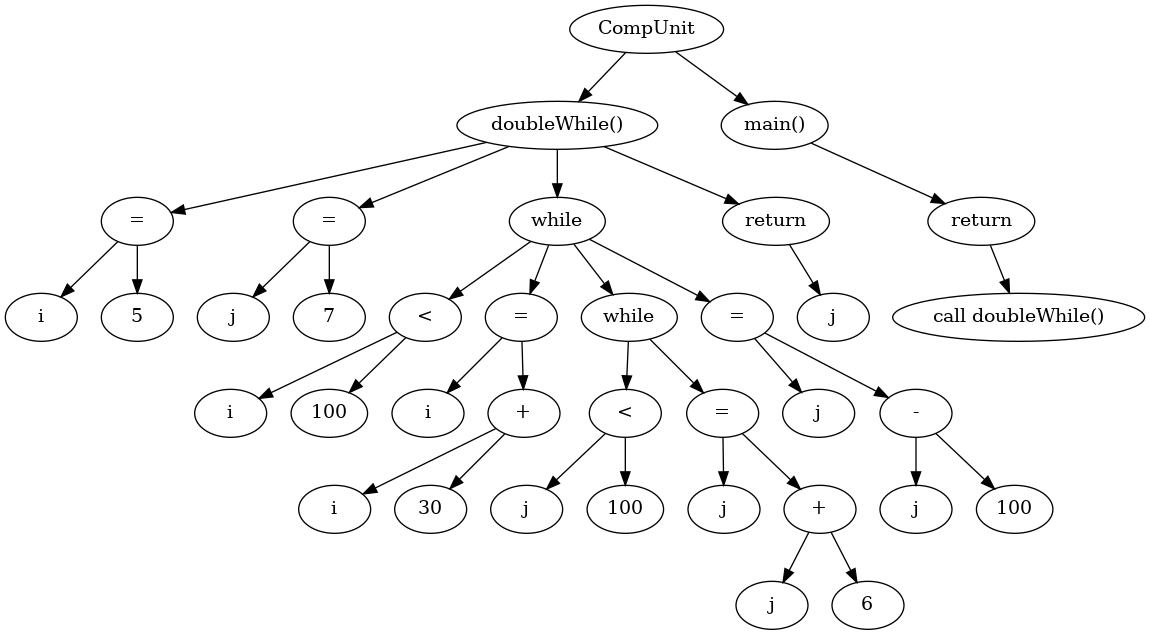 CompUnit
doubleWhile()
main()
=
=
while
return
return
i
5
j
7
<
=
while
=
j
call doubleWhile()
i
100
i
+
<
=
j
-
i
30
j
100
j
+
j
100
j
6